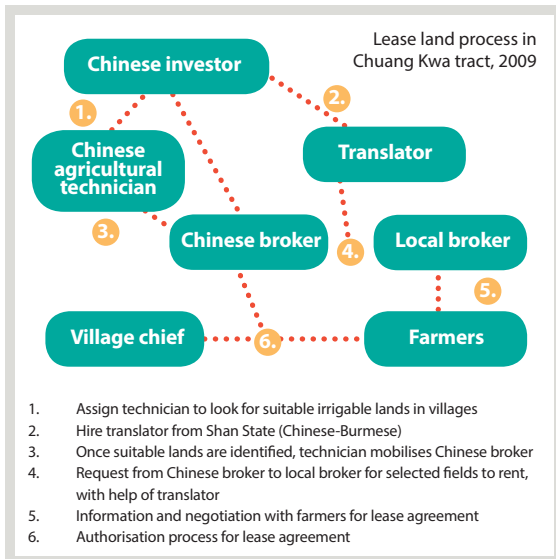 Lease land process in
Chuang Kwa tract, 2009
Chinese investor
1.
2.
Chinese
agricultural
technician
Translator
3.
Chinese broker
4.
Local broker
5.
Village chief
6.
Farmers
1. Assign technician to look for suitable irrigable lands in villages
2. Hire translator from Shan State (Chinese-Burmese)
3. Once suitable lands are identified, technician mobilises Chinese broker
4. Request from Chinese broker to local broker for selected fields to rent,
with help of translator
5. Information and negotiation with farmers for lease agreement
6. Authorisation process for lease agreement